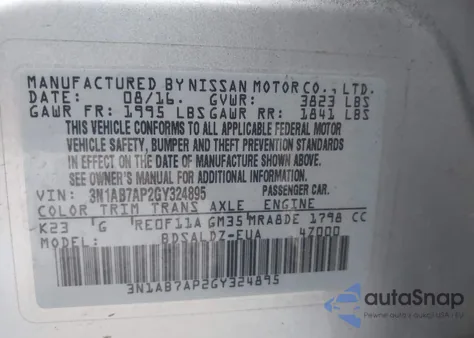 MANUFACTURED BY NISSAN MOTOR CO., LTD.
DATE: 08/16. GVWR: 3823 LBS
GAWR FR: 1995 LBS GAWR RR: 1841 LBS
THIS VEHICLE CONFORMS TO ALL APPLICABLE FEDERAL MOTOR
VEHICLE SAFETY, BUMPER AND THEFT PREVENTION STANDARDS
IN EFFECT ON THE DATE OF MANUFACTURE SHOWN ABOVE.
SEE OWNER'S MANUAL FOR ADDITIONAL INFORMATION.
VIN: 3N1AB7AP2GY324895 PASSENGER CAR.
COLOR TRIM TRANS AXLE ENGINE
K23 G RE0F11A GM35 MRA8DE 1798 CC
MODEL: BDSALDZ-EUA 47000
3N1AB7AP2GY324895
autoSnap
Pewne auto z